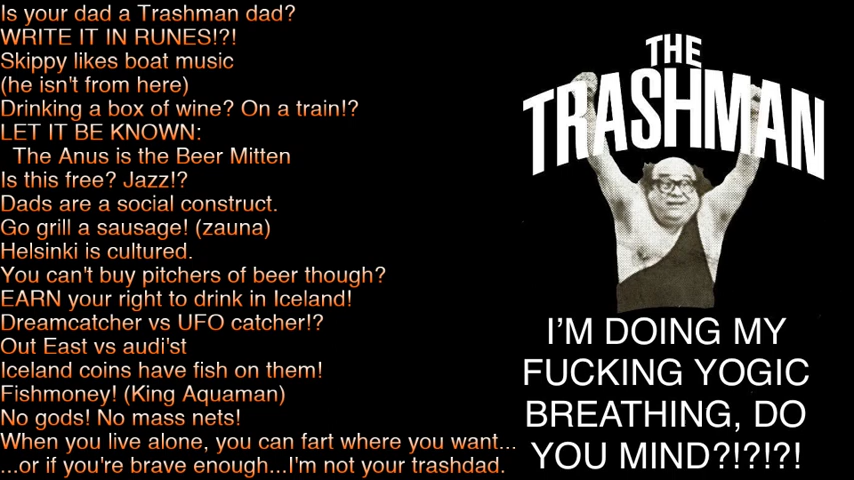 Is your dad a Trashman dad?
WRITE IT IN RUNES!?!
Skippy likes boat music
(he isn't from here)
Drinking a box of wine? On a train!?
LET IT BE KNOWN:
The Anus is the Beer Mitten
Is this free? Jazz!?
Dads are a social construct.
Go grill a sausage! (zauna)
Helsinki is cultured.
You can't buy pitchers of beer though?
EARN your right to drink in Iceland!
Dreamcatcher vs UFO catcher!?
Out East vs audi'st
Iceland coins have fish on them!
Fishmoney! (King Aquaman)
No gods! No mass nets!
When you live alone, you can fart where you want...
...or if you're brave enough...I'm not your trashdad.
THE
TRASHMAN
I'M DOING MY
FUCKING YOGIC
BREATHING, DO
YOU MIND?!?!?!